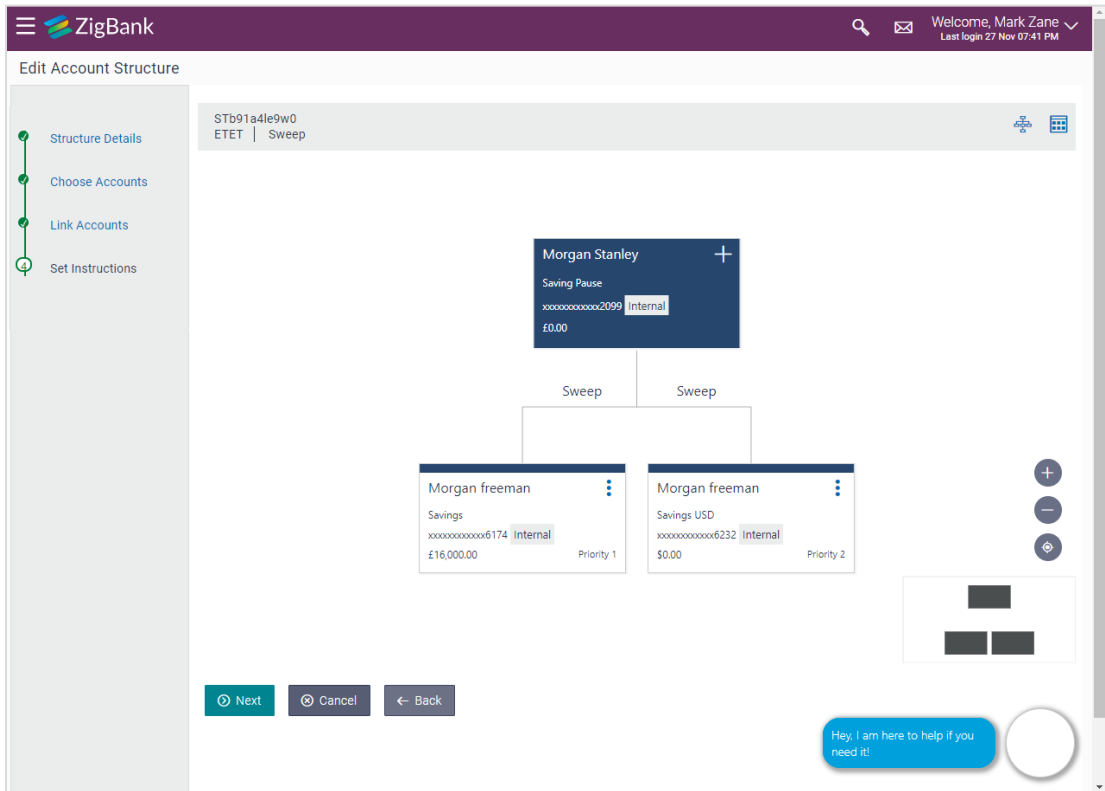 ZigBank
Welcome, Mark Zane
Last login 27 Nov 07:41 PM
Edit Account Structure
Structure Details
Choose Accounts
Link Accounts
4
Set Instructions
STb91a4le9w0
ETET | Sweep
Morgan Stanley
Saving Pause
xxxxxxxxxxxx2099 Internal
£0.00
Sweep Sweep
Morgan freeman
Savings
xxxxxxxxxxxx6174 Internal
£16,000.00 Priority 1
Morgan freeman
Savings USD
xxxxxxxxxxxx6232 Internal
$0.00 Priority 2
Next Cancel Back
Hey, I am here to help if you
need it!